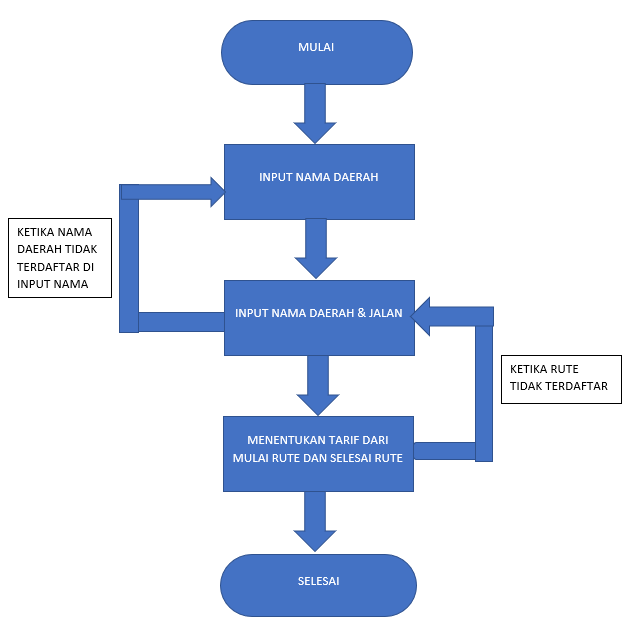 MULAI
INPUT NAMA DAERAH
KETIKA NAMA
DAERAH TIDAK
TERDAFTAR DI
INPUT NAMA
INPUT NAMA DAERAH & JALAN
KETIKA RUTE
TIDAK TERDAFTAR
MENENTUKAN TARIF DARI
MULAI RUTE DAN SELESAI RUTE
SELESAI